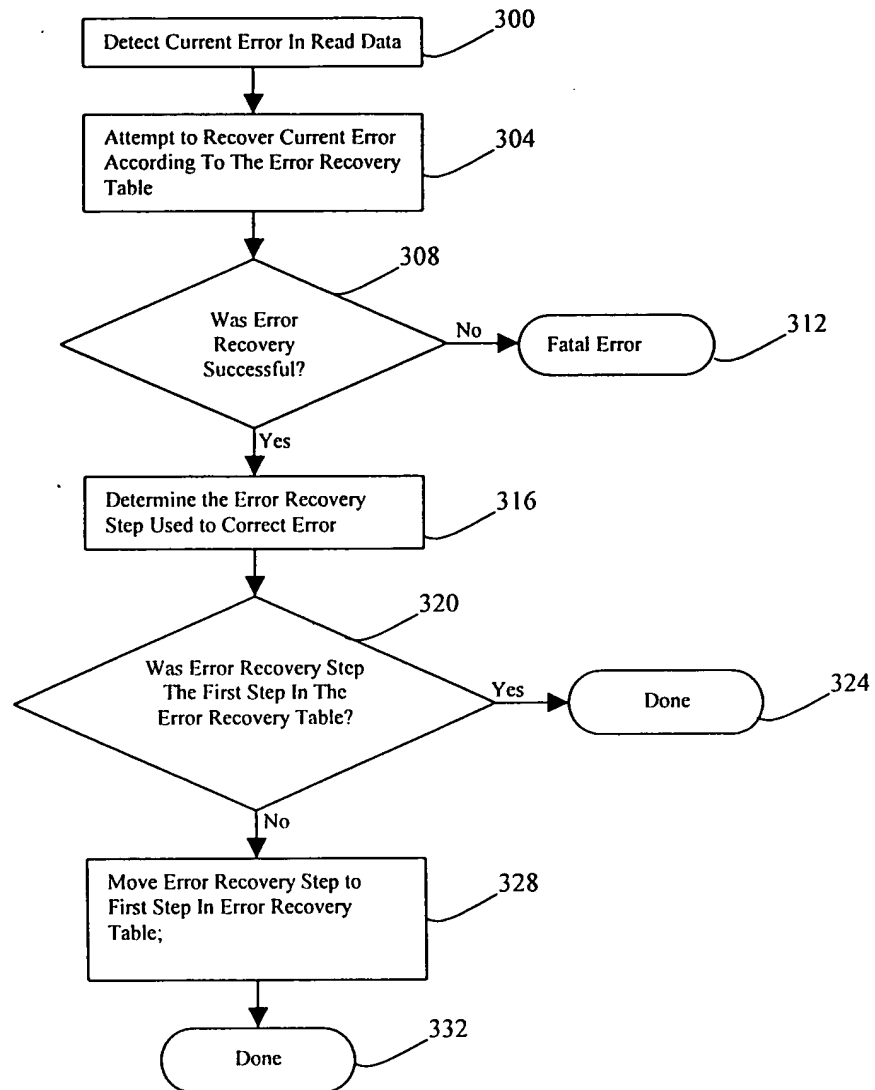 300
Detect Current Error In Read Data
Attempt to Recover Current Error
According To The Error Recovery
Table
304
308
Was Error
Recovery
Successful?
No
Fatal Error
312
Yes
Determine the Error Recovery
Step Used to Correct Error
316
320
Was Error Recovery Step
The First Step In The
Error Recovery Table?
Yes
Done
324
No
Move Error Recovery Step to
First Step In Error Recovery
Table;
328
Done
332